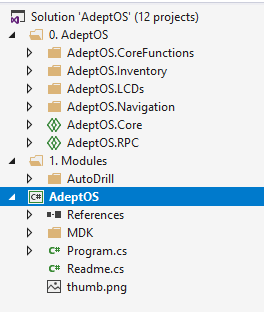 Solution 'AdeptOS' (12 projects)
0. AdeptOS
AdeptOS.CoreFunctions
AdeptOS.Inventory
AdeptOS.LCDs
AdeptOS.Navigation
AdeptOS.Core
AdeptOS.RPC
1. Modules
AutoDrill
C# AdeptOS
References
MDK
C# Program.cs
C# Readme.cs
thumb.png